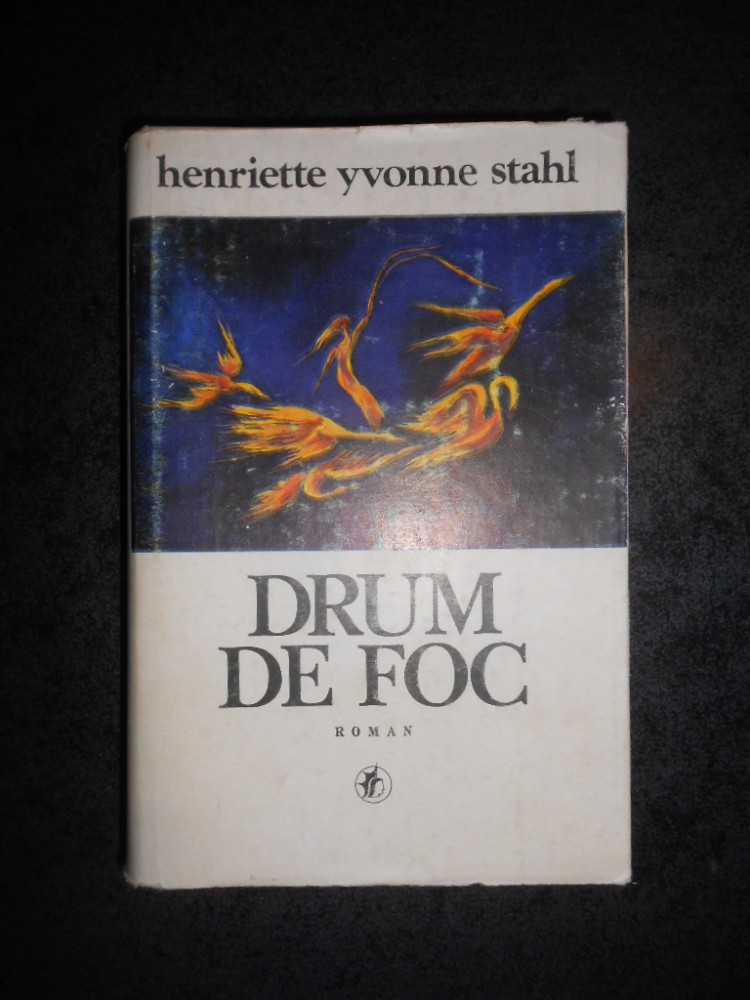 henriette yvonne stahl
DRUM
DE FOC
ROMAN